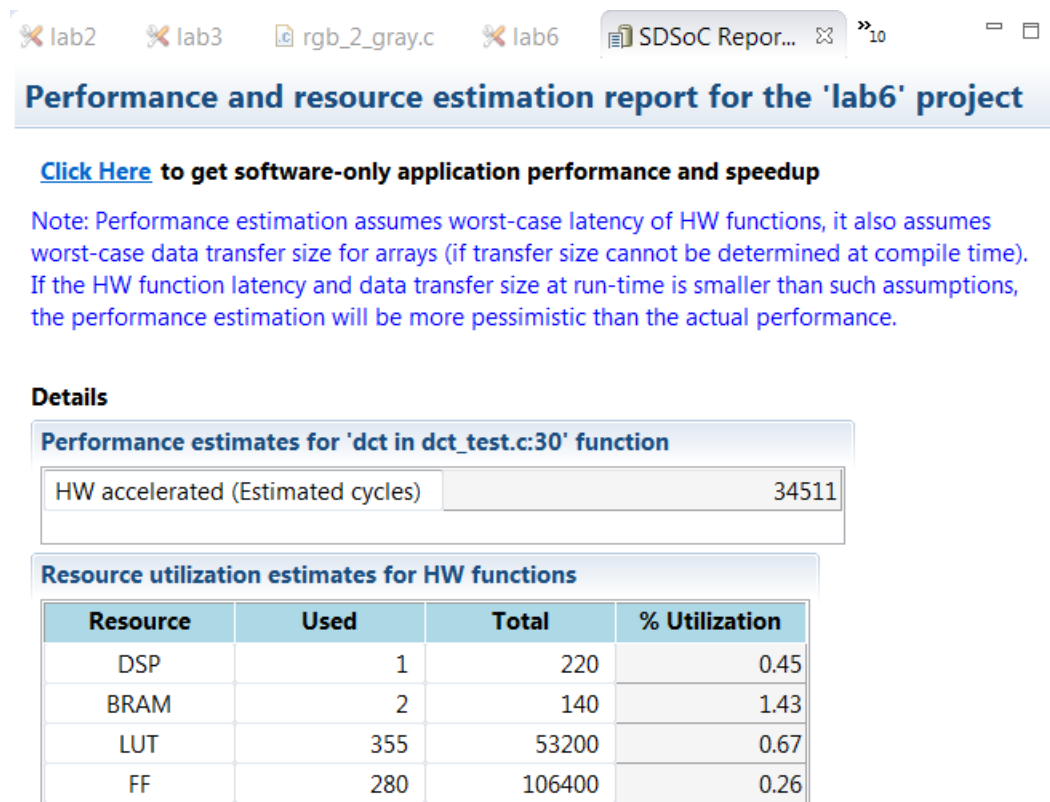 lab2 lab3 rgb_2_gray.c lab6 SDSoC Repor... »10
Performance and resource estimation report for the 'lab6' project
Click Here to get software-only application performance and speedup
Note: Performance estimation assumes worst-case latency of HW functions, it also assumes
worst-case data transfer size for arrays (if transfer size cannot be determined at compile time).
If the HW function latency and data transfer size at run-time is smaller than such assumptions,
the performance estimation will be more pessimistic than the actual performance.
Details
Performance estimates for 'dct in dct_test.c:30' function
HW accelerated (Estimated cycles) 34511
Resource utilization estimates for HW functions
Resource Used Total % Utilization
DSP 1 220 0.45
BRAM 2 140 1.43
LUT 355 53200 0.67
FF 280 106400 0.26